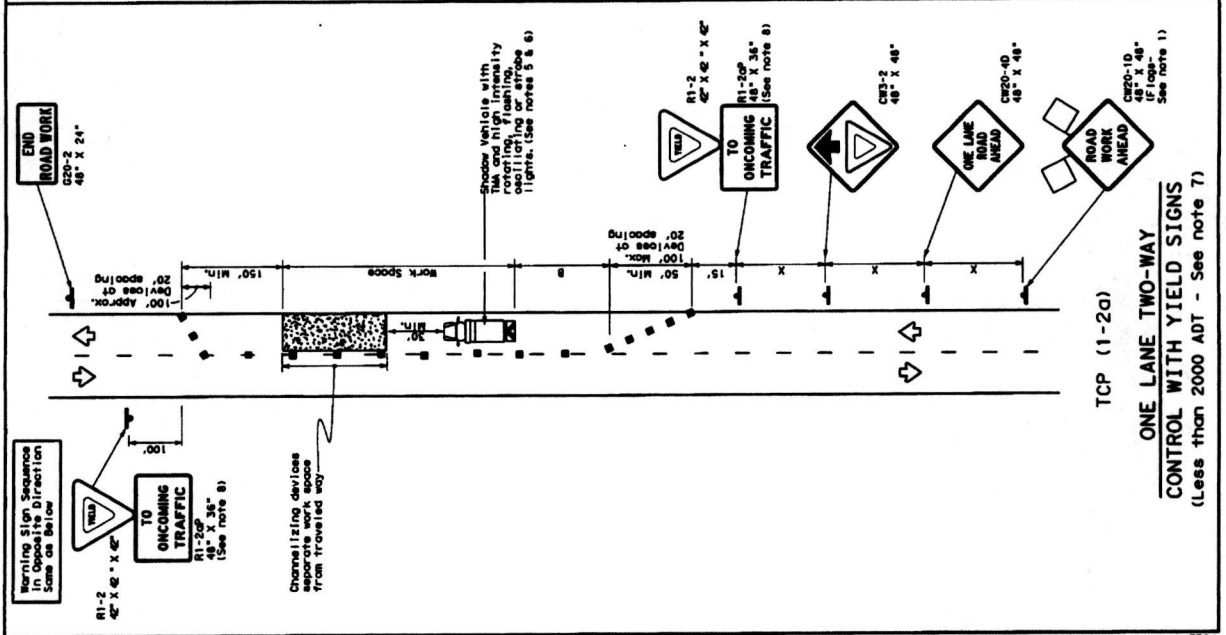 Warning Sign Sequence
in Opposite Direction
Same as Below
YIELD
R1-2
42" X 42" X 42"
TO
ONCOMING
TRAFFIC
R1-2aP
48" X 36"
(See note 8)
100'
END
ROAD WORK
G20-2
48" X 24"
100' Approx.
Devices at
20' spacing
150' Min.
Channelizing devices
separate work space
from traveled way
Work Space
30'
Min.
Shadow Vehicle with
TMA and high intensity
rotating, flashing,
oscillating or strobe
lights. (See notes 5 & 6)
B
50' Min.
100' Max.
Devices at
20' spacing
15'
YIELD
R1-2
42" X 42" X 42"
TO
ONCOMING
TRAFFIC
R1-2aP
48" X 36"
(See note 8)
X
CW3-2
48" X 48"
X
ONE LANE
ROAD
AHEAD
CW20-4D
48" X 48"
X
ROAD
WORK
AHEAD
CW20-1D
48" X 48"
(Flags-
See note 1)
TCP (1-2a)
ONE LANE TWO-WAY
CONTROL WITH YIELD SIGNS
(Less than 2000 ADT - See note 7)